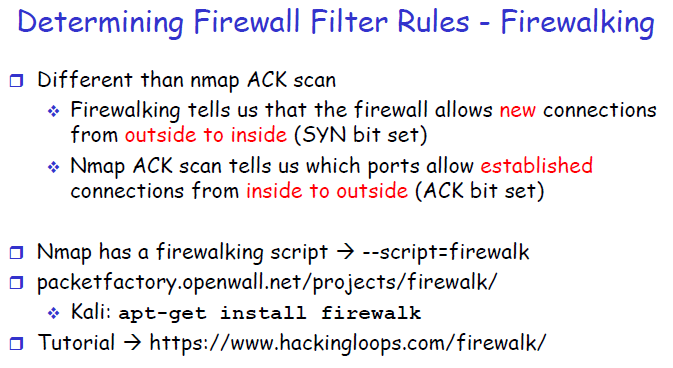 Determining Firewall Filter Rules - Firewalking
Different than nmap ACK scan
Firewalking tells us that the firewall allows new connections
from outside to inside (SYN bit set)
Nmap ACK scan tells us which ports allow established
connections from inside to outside (ACK bit set)
Nmap has a firewalking script → --script=firewalk
packetfactory.openwall.net/projects/firewalk/
Kali: apt-get install firewalk
Tutorial → https://www.hackingloops.com/firewalk/